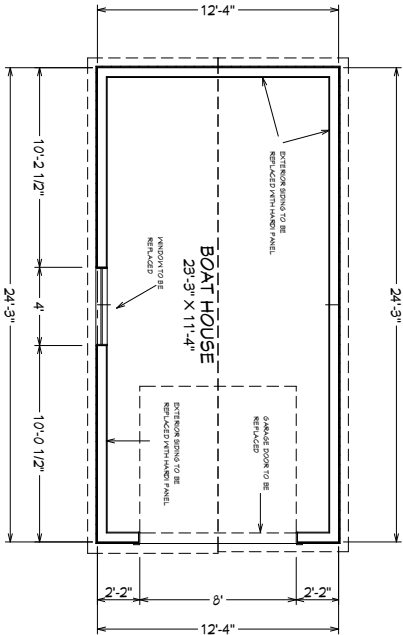 12'-4"
24'-3"
10'-2 1/2"
4'
10'-0 1/2"
24'-3"
EXTERIOR SIDING TO BE
REPLACED WITH HARDI PANEL
WINDOW TO BE
REPLACED
BOAT HOUSE
23'-3" X 11'-4"
EXTERIOR SIDING TO BE
REPLACED WITH HARDI PANEL
GARAGE DOOR TO BE
REPLACED
2'-2"
8'
2'-2"
12'-4"